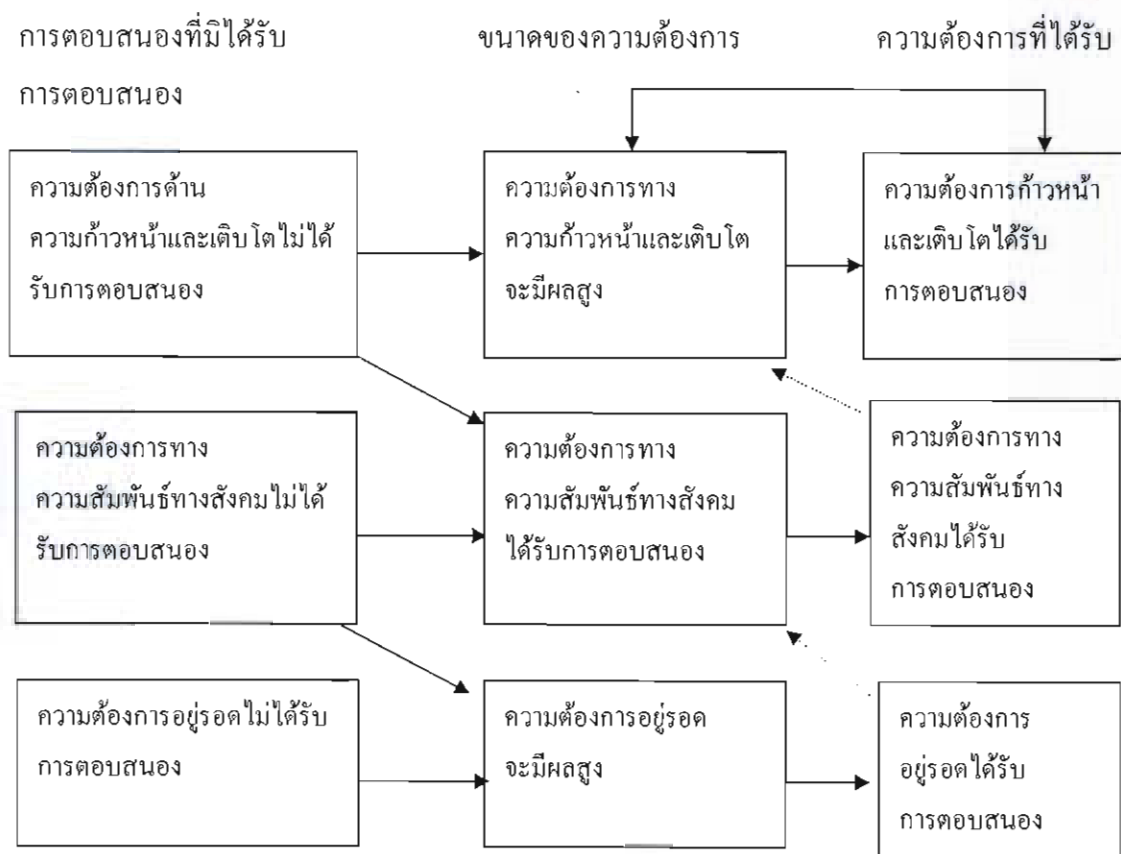 การตอบสนองที่มิได้รับ
การตอบสนอง
ขนาดของความต้องการ
ความต้องการที่ได้รับ
ความต้องการด้าน
ความก้าวหน้าและเติบโตไม่ได้
รับการตอบสนอง
ความต้องการทาง
ความก้าวหน้าและเติบโต
จะมีผลสูง
ความต้องการก้าวหน้า
และเติบโตได้รับ
การตอบสนอง
ความต้องการทาง
ความสัมพันธ์ทางสังคมไม่ได้
รับการตอบสนอง
ความต้องการทาง
ความสัมพันธ์ทางสังคม
ได้รับการตอบสนอง
ความต้องการทาง
ความสัมพันธ์ทาง
สังคมได้รับ
การตอบสนอง
ความต้องการอยู่รอดไม่ได้รับ
การตอบสนอง
ความต้องการอยู่รอด
จะมีผลสูง
ความต้องการ
อยู่รอดได้รับ
การตอบสนอง